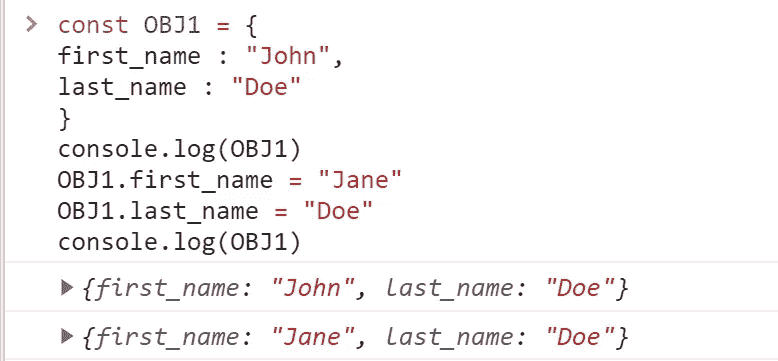 const OBJ1 = {
first_name : "John",
last_name : "Doe"
}
console.log(OBJ1)
OBJ1.first_name = "Jane"
OBJ1.last_name = "Doe"
console.log(OBJ1)
{first_name: "John", last_name: "Doe"}
{first_name: "Jane", last_name: "Doe"}